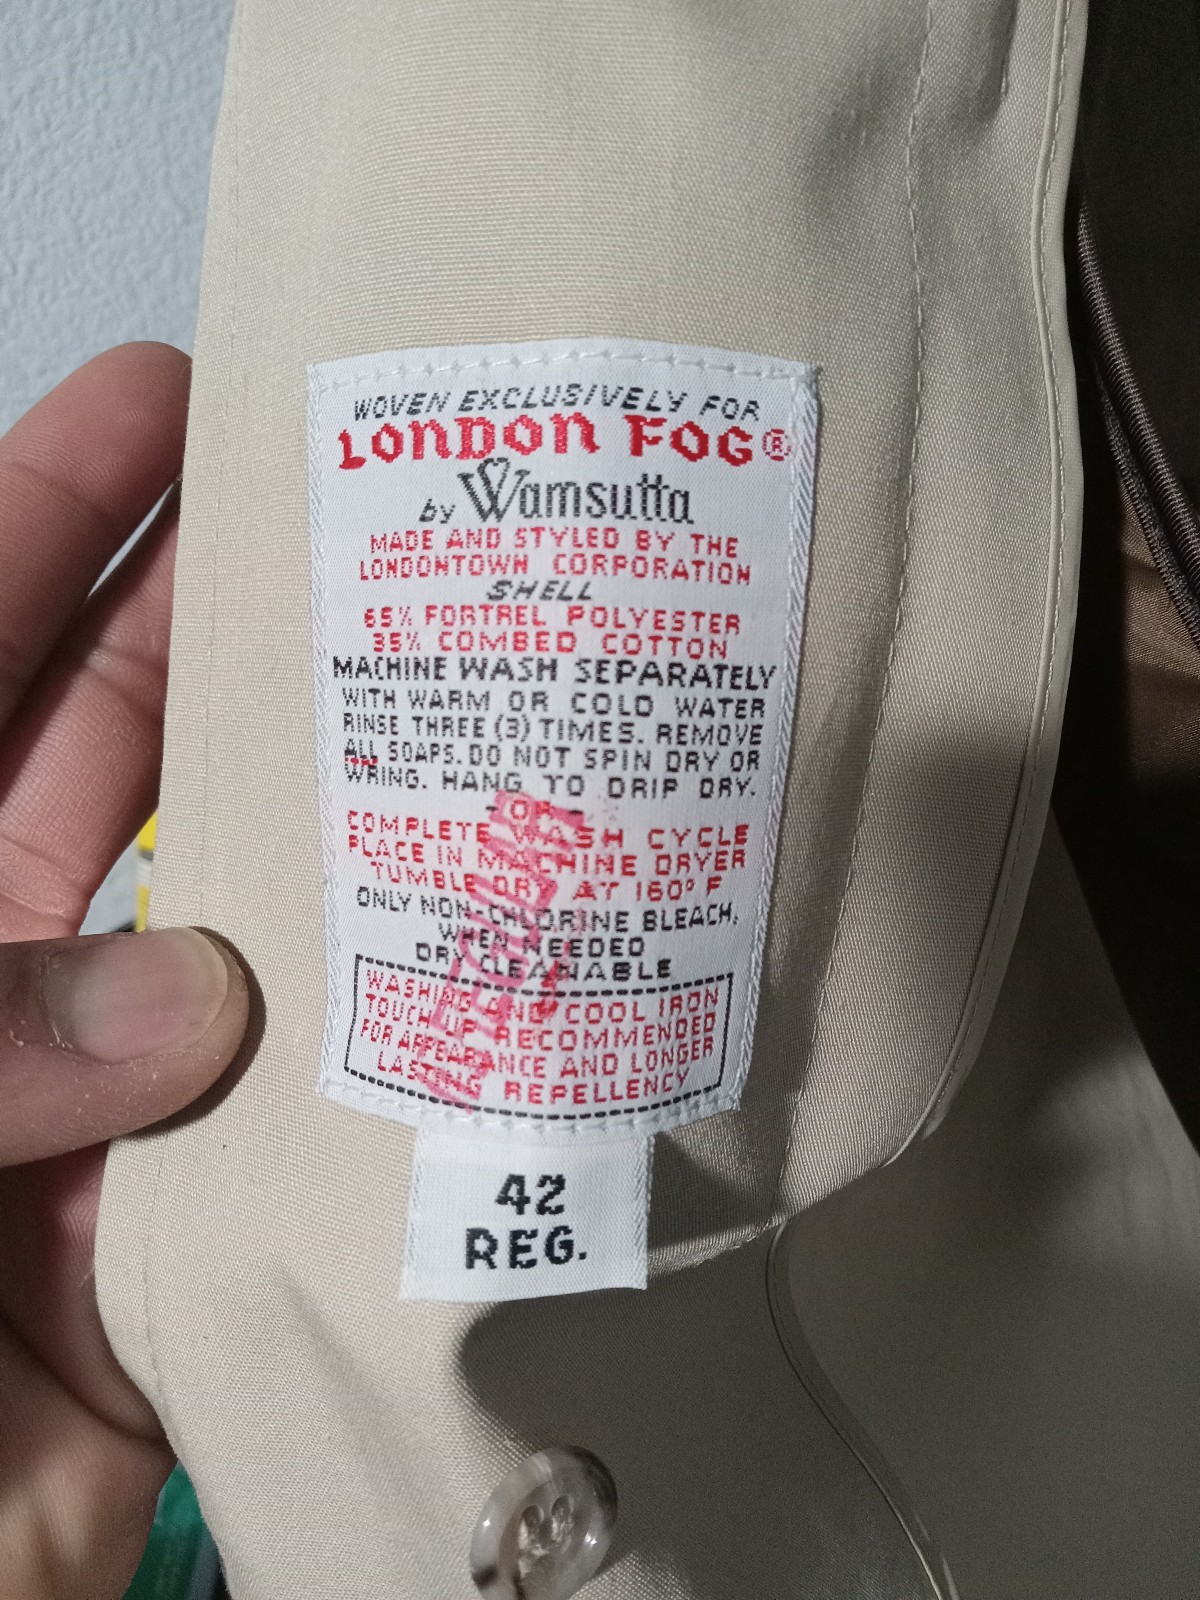 WOVEN EXCLUSIVELY FOR
LONDON FOG®
by Wamsutta
MADE AND STYLED BY THE
LONDONTOWN CORPORATION
SHELL
65% FORTREL POLYESTER
35% COMBED COTTON
MACHINE WASH SEPARATELY
WITH WARM OR COLD WATER
RINSE THREE (3) TIMES. REMOVE
ALL SOAPS. DO NOT SPIN DRY OR
WRING. HANG TO DRIP DRY.
- OR -
COMPLETE WASH CYCLE
PLACE IN MACHINE DRYER
TUMBLE DRY AT 160° F
ONLY NON-CHLORINE BLEACH,
WHEN NEEDED
DRY CLEANABLE
WASHING AND COOL IRON
TOUCH UP RECOMMENDED
FOR APPEARANCE AND LONGER
LASTING REPELLENCY
IRREGULAR
42
REG.